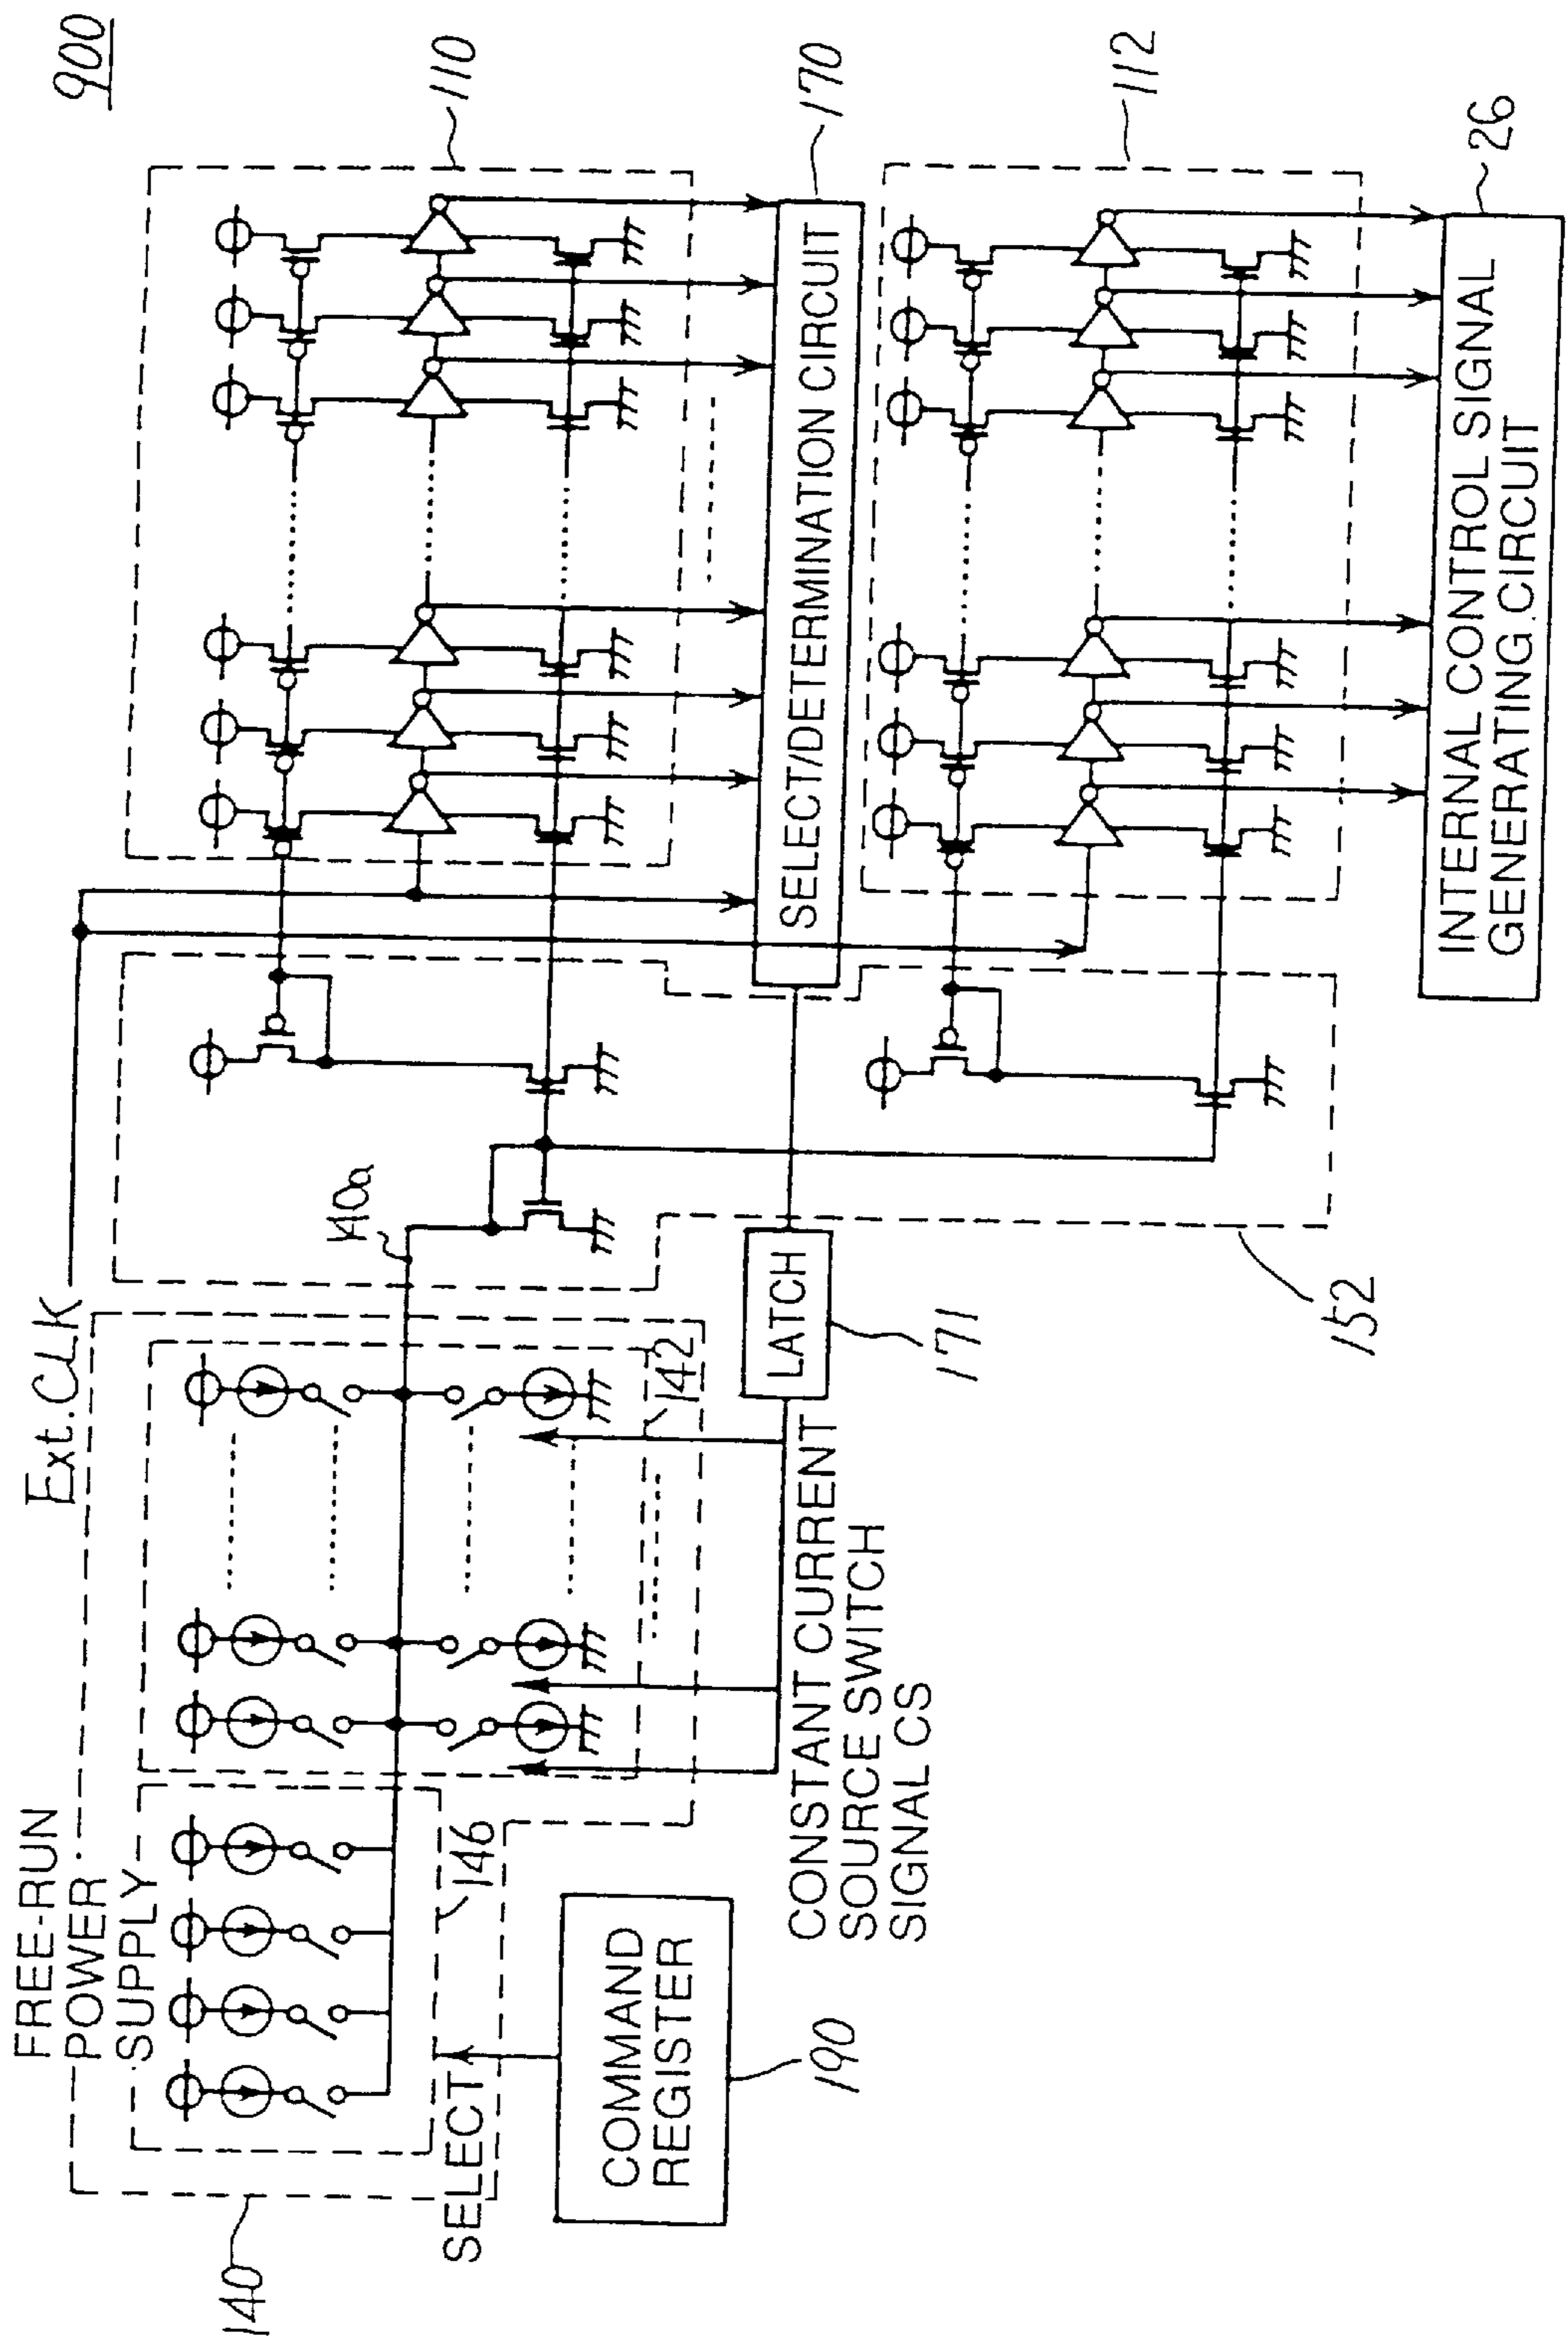 900
Ext.CLK
110
FREE-RUN
POWER
SUPPLY
140
140a
142
146
SELECT
COMMAND
REGISTER
190
LATCH
171
CONSTANT CURRENT
SOURCE SWITCH
SIGNAL CS
152
SELECT/DETERMINATION CIRCUIT
170
112
INTERNAL CONTROL SIGNAL
GENERATING CIRCUIT
26